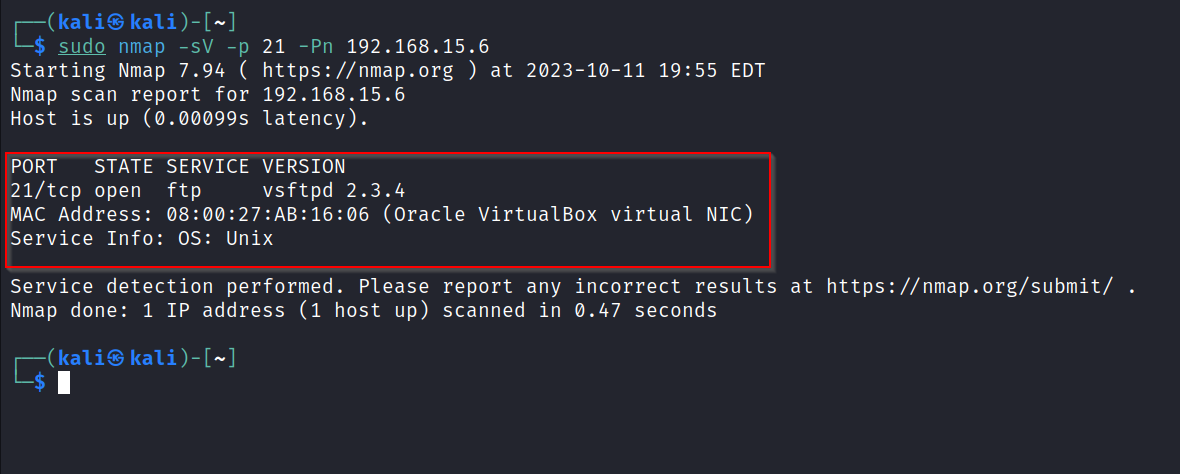 ┌──(kali㉿kali)-[~]
└─$ sudo nmap -sV -p 21 -Pn 192.168.15.6
Starting Nmap 7.94 ( https://nmap.org ) at 2023-10-11 19:55 EDT
Nmap scan report for 192.168.15.6
Host is up (0.00099s latency).
PORT   STATE SERVICE VERSION
21/tcp open  ftp     vsftpd 2.3.4
MAC Address: 08:00:27:AB:16:06 (Oracle VirtualBox virtual NIC)
Service Info: OS: Unix
Service detection performed. Please report any incorrect results at https://nmap.org/submit/ .
Nmap done: 1 IP address (1 host up) scanned in 0.47 seconds
┌──(kali㉿kali)-[~]
└─$